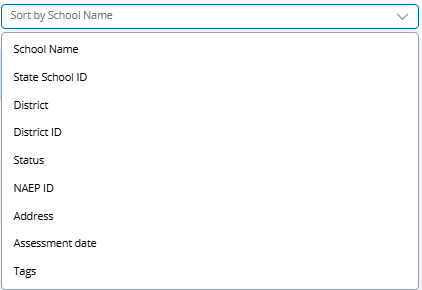 Sort by School Name
School Name
State School ID
District
District ID
Status
NAEP ID
Address
Assessment date
Tags